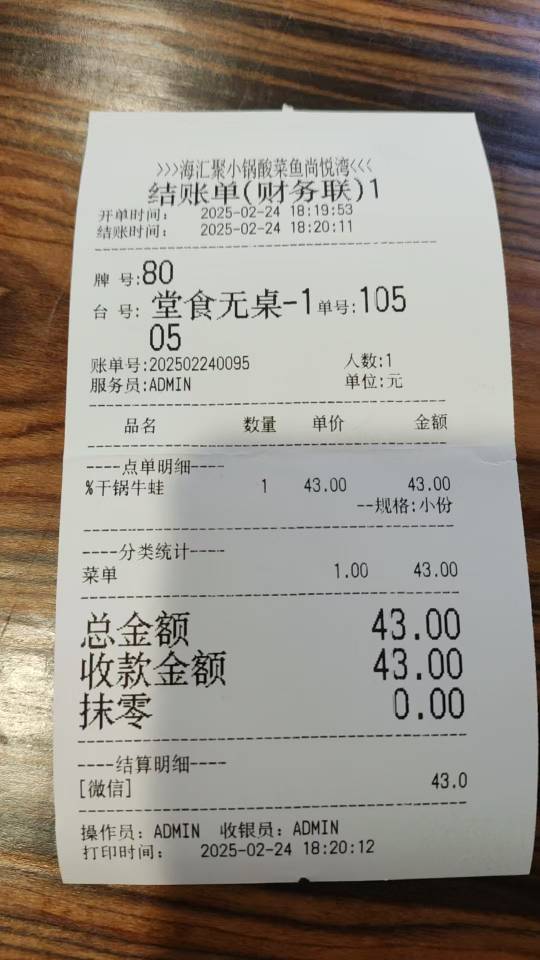 >>>海汇聚小锅酸菜鱼尚悦湾<<<
结账单(财务联)1
开单时间: 2025-02-24 18:19:53
结账时间: 2025-02-24 18:20:11
牌 号:80
台 号: 堂食无桌-1 单号:105
05
账单号:202502240095 人数:1
服务员:ADMIN 单位:元
品名 数量 单价 金额
----点单明细----
%干锅牛蛙 1 43.00 43.00
--规格:小份
----分类统计----
菜单 1.00 43.00
总金额 43.00
收款金额 43.00
抹零 0.00
----结算明细----
[微信] 43.0
操作员: ADMIN 收银员: ADMIN
打印时间: 2025-02-24 18:20:12